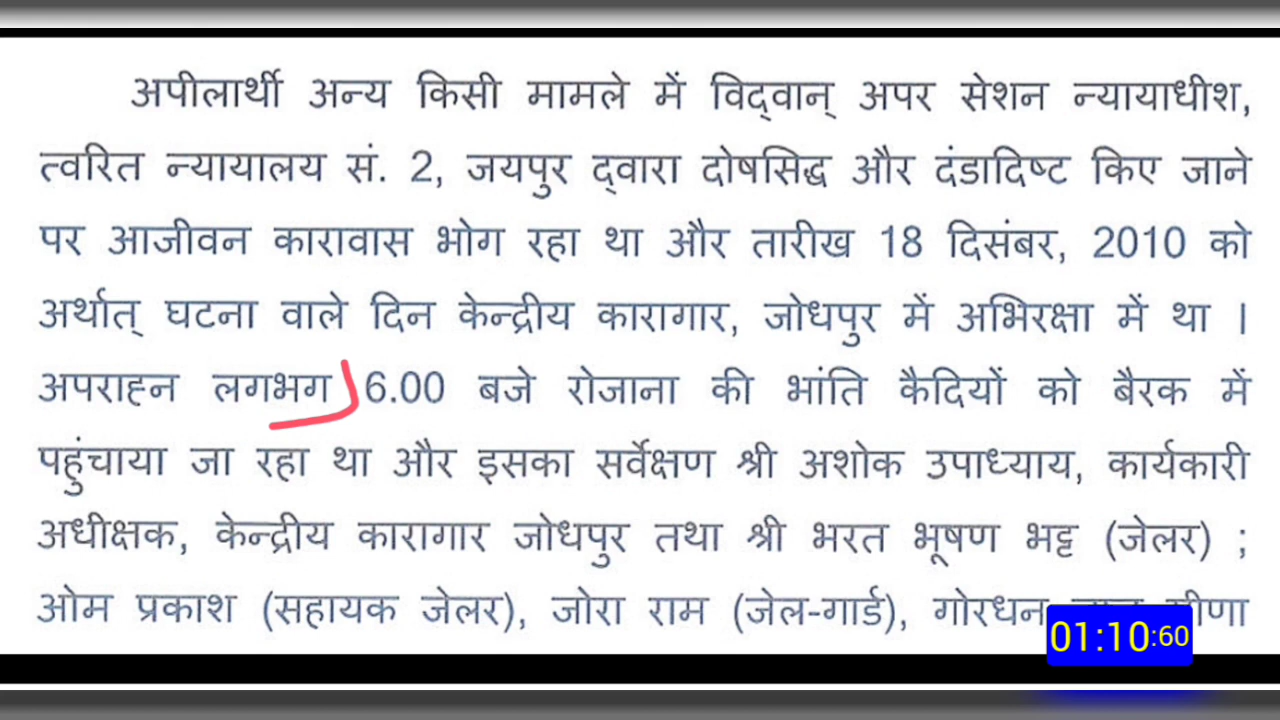 अपीलार्थी अन्य किसी मामले में विद्वान् अपर सेशन न्यायाधीश,
त्वरित न्यायालय सं. 2, जयपुर द्वारा दोषसिद्ध और दंडादिष्ट किए जाने
पर आजीवन कारावास भोग रहा था और तारीख 18 दिसंबर, 2010 को
अर्थात् घटना वाले दिन केन्द्रीय कारागार, जोधपुर में अभिरक्षा में था ।
अपराह्न लगभग 6.00 बजे रोजाना की भांति कैदियों को बैरक में
पहुंचाया जा रहा था और इसका सर्वेक्षण श्री अशोक उपाध्याय, कार्यकारी
अधीक्षक, केन्द्रीय कारागार जोधपुर तथा श्री भरत भूषण भट्ट (जेलर) ;
ओम प्रकाश (सहायक जेलर), जोरा राम (जेल-गार्ड), गोरधन
01:10:60